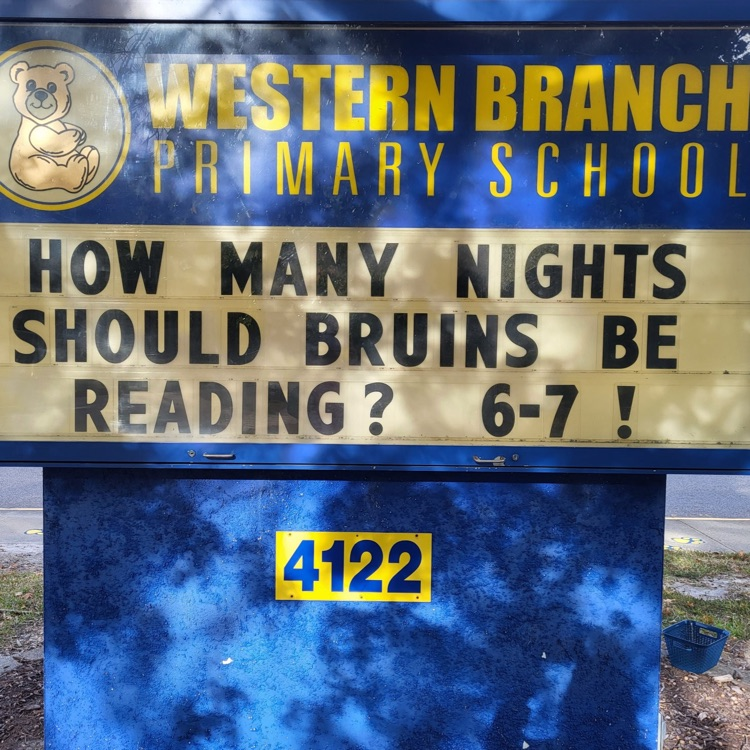 WESTERN BRANCH
PRIMARY SCHOOL
HOW MANY NIGHTS
SHOULD BRUINS BE
READING? 6-7 !
4122